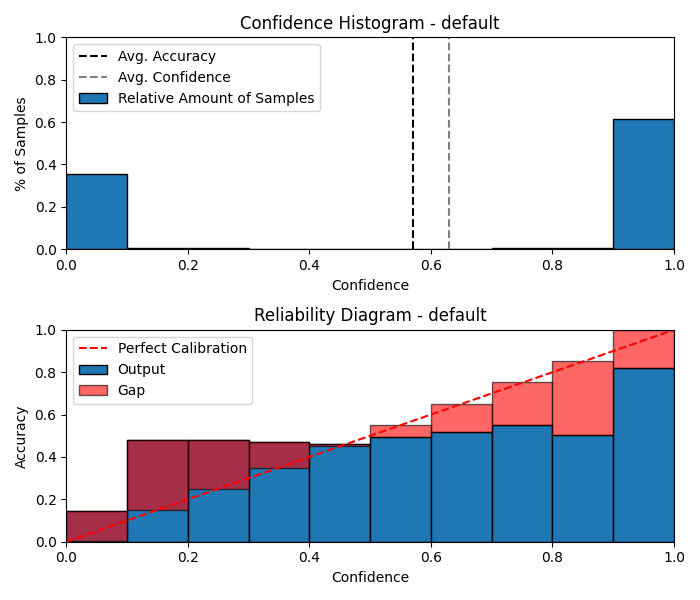 Confidence Histogram - default
1.0
0.8
0.6
0.4
0.2
0.0
% of Samples
Avg. Accuracy
Avg. Confidence
Relative Amount of Samples
0.0 0.2 0.4 0.6 0.8 1.0
Confidence
Reliability Diagram - default
1.0
0.8
0.6
0.4
0.2
0.0
Accuracy
Perfect Calibration
Output
Gap
0.0 0.2 0.4 0.6 0.8 1.0
Confidence